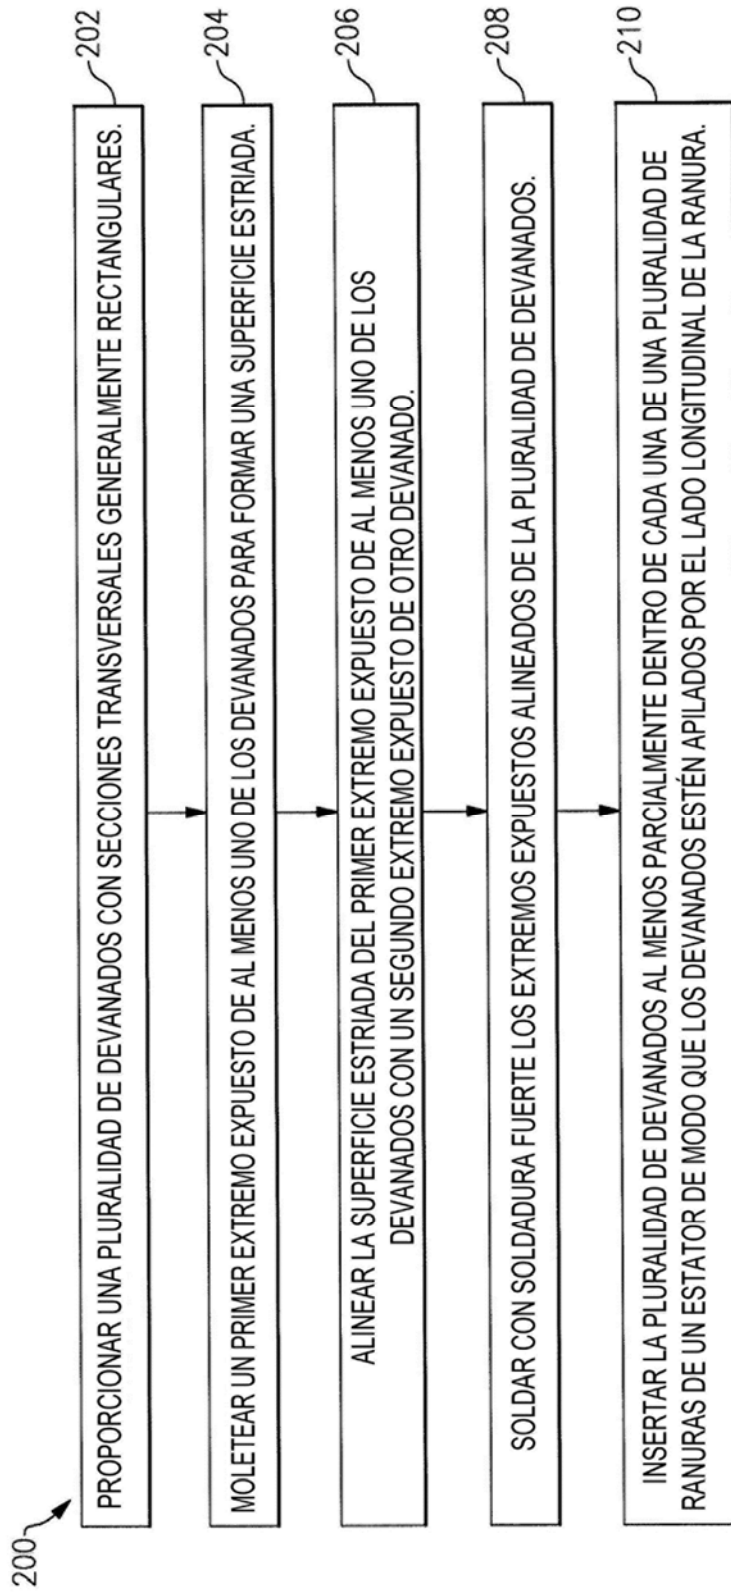 200
PROPORCIONAR UNA PLURALIDAD DE DEVANADOS CON SECCIONES TRANSVERSALES GENERALMENTE RECTANGULARES.
202
MOLETEAR UN PRIMER EXTREMO EXPUESTO DE AL MENOS UNO DE LOS DEVANADOS PARA FORMAR UNA SUPERFICIE ESTRIADA.
204
ALINEAR LA SUPERFICIE ESTRIADA DEL PRIMER EXTREMO EXPUESTO DE AL MENOS UNO DE LOS
DEVANADOS CON UN SEGUNDO EXTREMO EXPUESTO DE OTRO DEVANADO.
206
SOLDAR CON SOLDADURA FUERTE LOS EXTREMOS EXPUESTOS ALINEADOS DE LA PLURALIDAD DE DEVANADOS.
208
INSERTAR LA PLURALIDAD DE DEVANADOS AL MENOS PARCIALMENTE DENTRO DE CADA UNA DE UNA PLURALIDAD DE
RANURAS DE UN ESTATOR DE MODO QUE LOS DEVANADOS ESTÉN APILADOS POR EL LADO LONGITUDINAL DE LA RANURA.
210